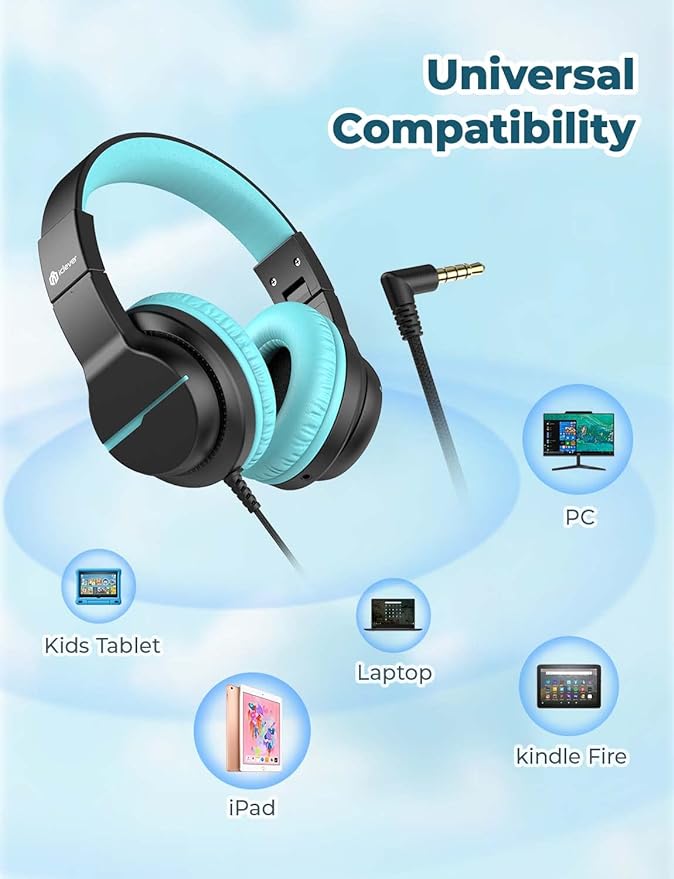 Universal
Compatibility
iclever
PC
Kids Tablet
Laptop
kindle Fire
iPad